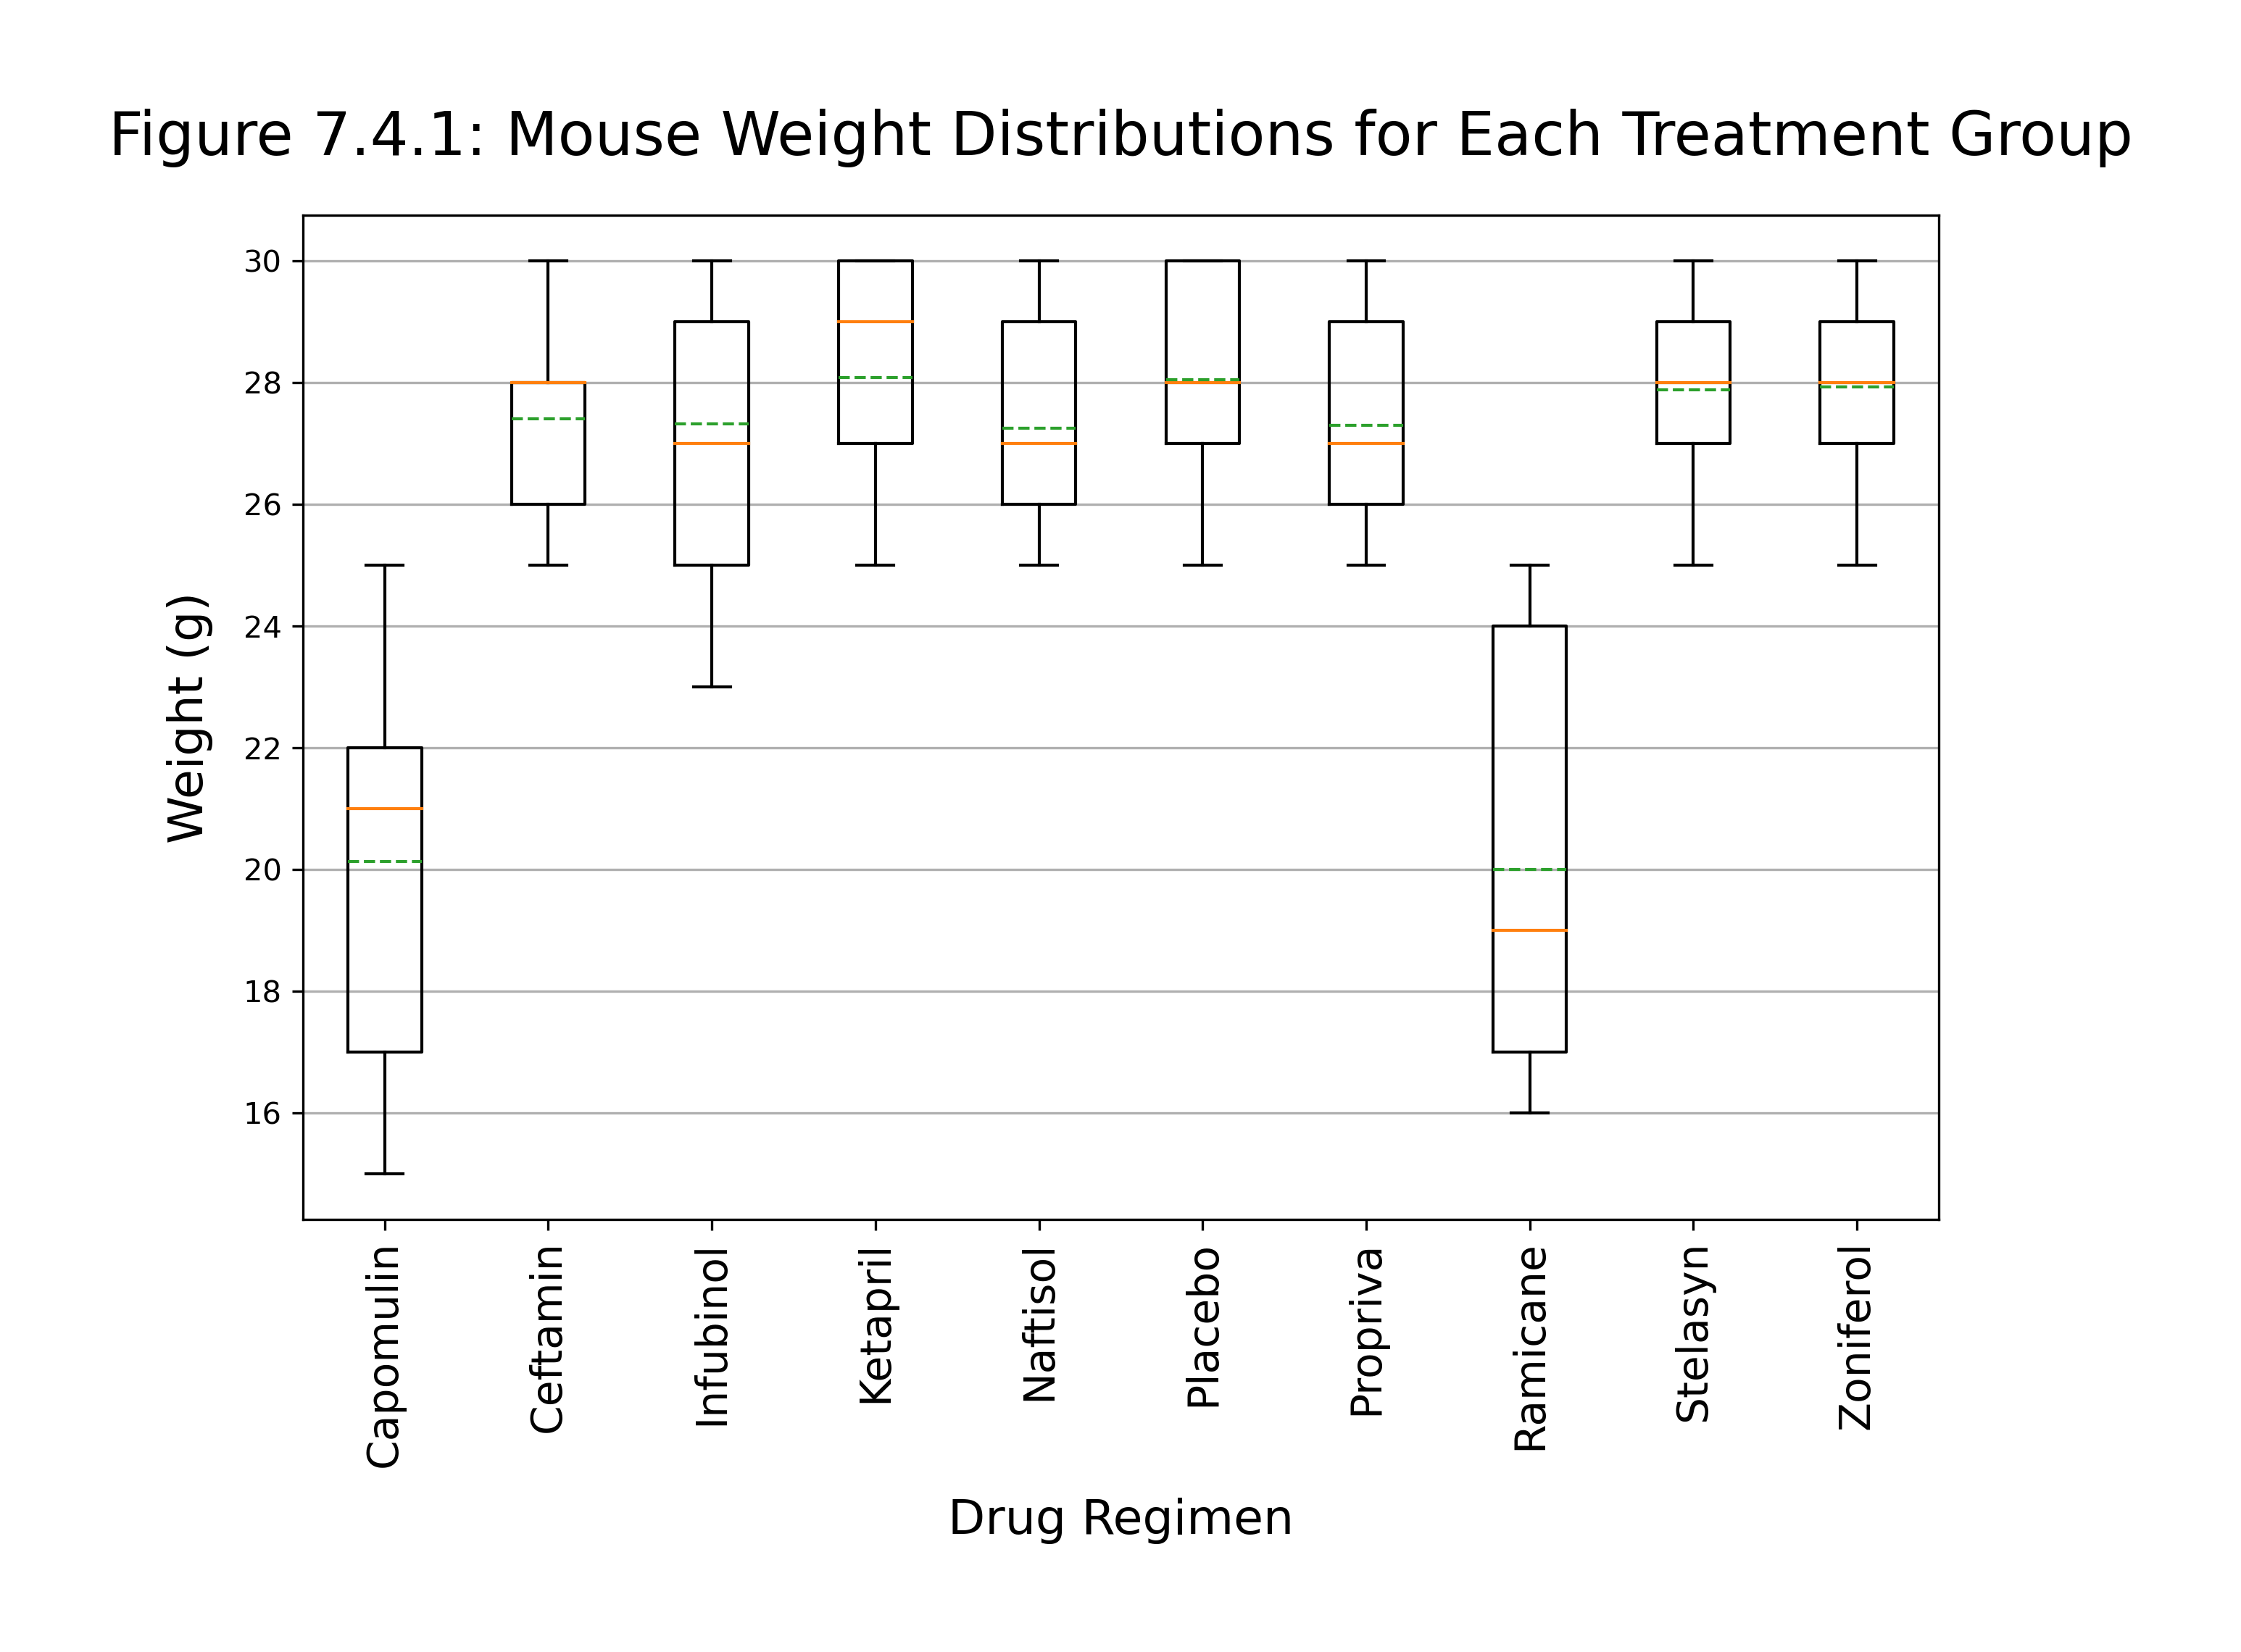 Figure 7.4.1: Mouse Weight Distributions for Each Treatment Group
Weight (g)
30
28
26
24
22
20
18
16
Capomulin
Ceftamin
Infubinol
Ketapril
Naftisol
Placebo
Propriva
Ramicane
Stelasyn
Zoniferol
Drug Regimen